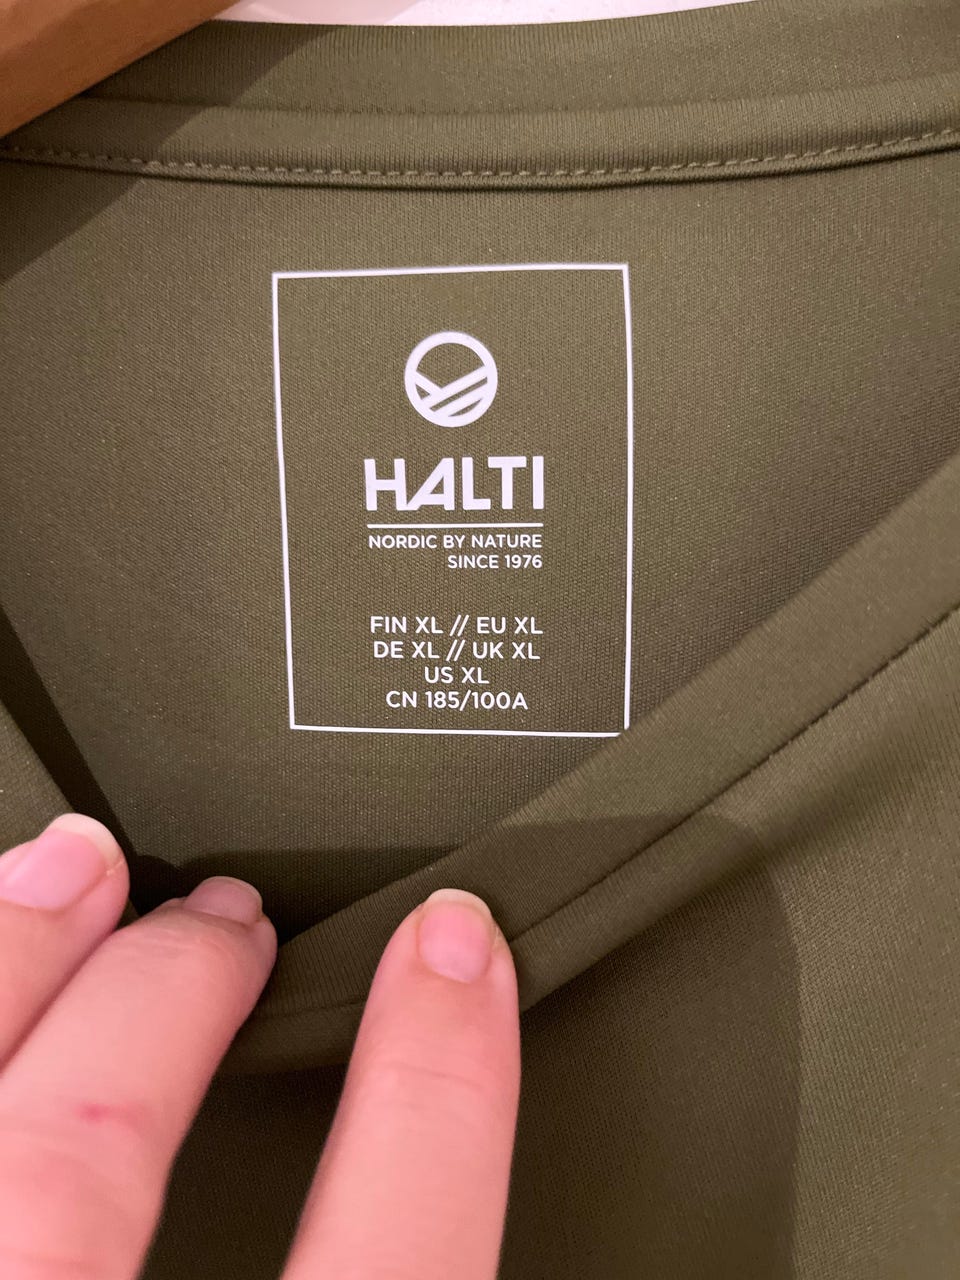 HALTI
NORDIC BY NATURE
SINCE 1976
FIN XL // EU XL
DE XL // UK XL
US XL
CN 185/100A